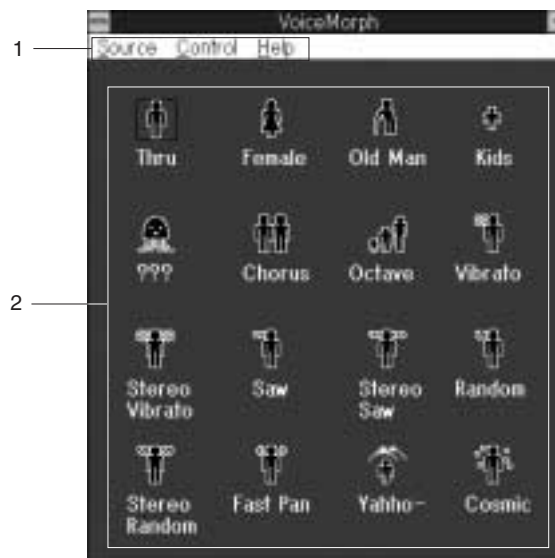 VoiceMorph
1
Source Control Help
Thru Female Old Man Kids
??? Chorus Octave Vibrato
2
Stereo Vibrato Saw Stereo Saw Random
Stereo Random Fast Pan Yahho- Cosmic